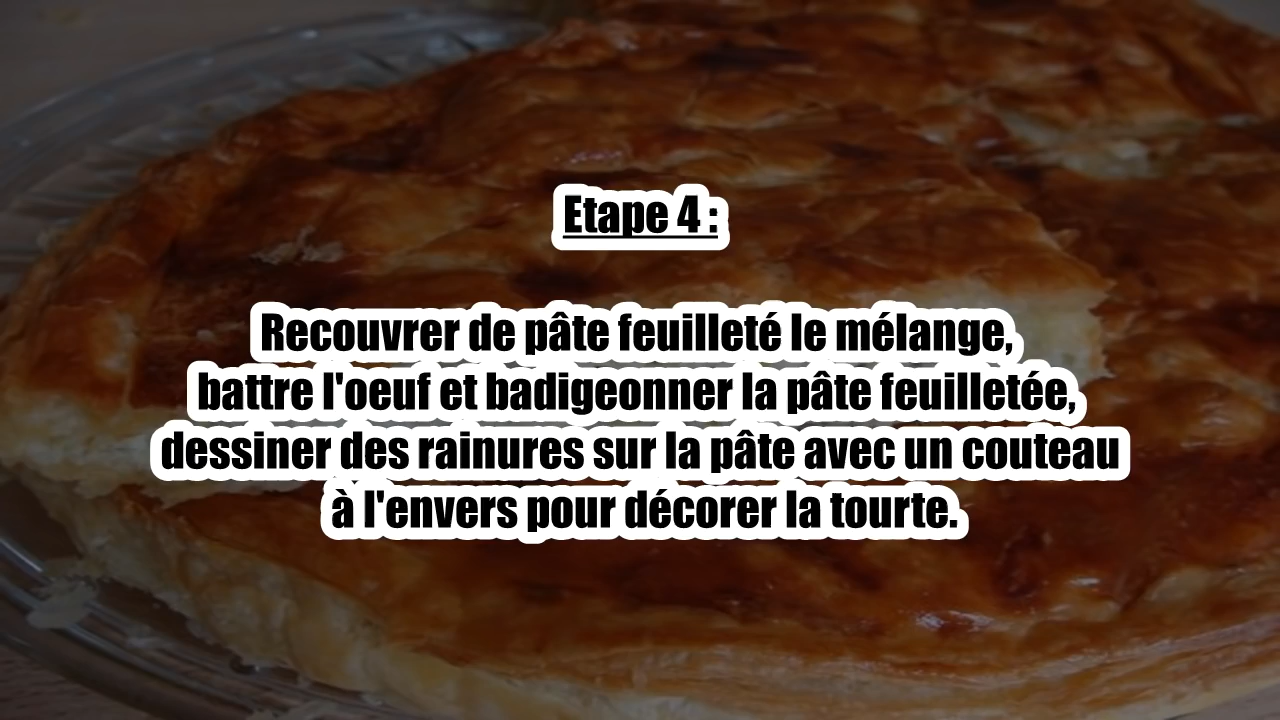 Etape 4 :
Recouvrer de pâte feuilleté le mélange,
battre l'oeuf et badigeonner la pâte feuilletée,
dessiner des rainures sur la pâte avec un couteau
à l'envers pour décorer la tourte.